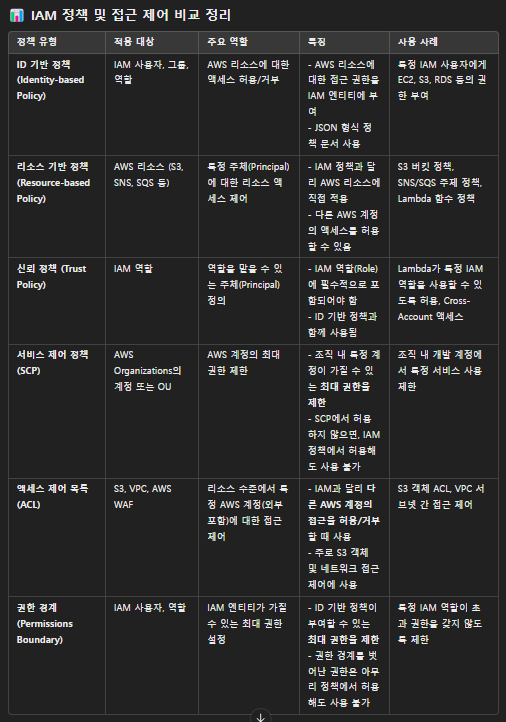 📊 IAM 정책 및 접근 제어 비교 정리
정책 유형
적용 대상
주요 역할
특징
사용 사례
ID 기반 정책
(Identity-based
Policy)
IAM 사용자, 그룹,
역할
AWS 리소스에 대한
액세스 허용/거부
- AWS 리소스에
대한 접근 권한을
IAM 엔티티에 부
여
- JSON 형식 정
책 문서 사용
특정 IAM 사용자에게
EC2, S3, RDS 등의 권
한 부여
리소스 기반 정책
(Resource-based
Policy)
AWS 리소스 (S3,
SNS, SQS 등)
특정 주체(Principal)
에 대한 리소스 액
세스 제어
- IAM 정책과 달
리 AWS 리소스에
직접 적용
- 다른 AWS 계정
의 액세스를 허용
할 수 있음
S3 버킷 정책,
SNS/SQS 주제 정책,
Lambda 함수 정책
신뢰 정책 (Trust
Policy)
IAM 역할
역할을 맡을 수 있
는 주체(Principal)
정의
- IAM 역할(Role)
에 필수적으로 포
함되어야 함
- ID 기반 정책과
함께 사용됨
Lambda가 특정 IAM
역할을 사용할 수 있
도록 허용, Cross-
Account 액세스
서비스 제어 정책
(SCP)
AWS
Organizations의
계정 또는 OU
AWS 계정의 최대
권한 제한
- 조직 내 특정 계
정이 가질 수 있
는 최대 권한을
제한
- SCP에서 허용
하지 않으면, IAM
정책에서 허용해
도 사용 불가
조직 내 개발 계정에
서 특정 서비스 사용
제한
액세스 제어 목록
(ACL)
S3, VPC, AWS
WAF
리소스 수준에서 특
정 AWS 계정(외부
포함)에 대한 접근
제어
- IAM과 달리 다
른 AWS 계정의
접근을 허용/거부
할 때 사용
- 주로 S3 객체
및 네트워크 접근
제어에 사용
S3 객체 ACL, VPC 서
브넷 간 접근 제어
권한 경계
(Permissions
Boundary)
IAM 사용자, 역할
IAM 엔티티가 가질
수 있는 최대 권한
설정
- ID 기반 정책이
부여할 수 있는
최대 권한을 제한
- 권한 경계를 벗
어난 권한은 아무
리 정책에서 허용
해도 사용 불가
특정 IAM 역할이 초
과 권한을 갖지 않도
록 제한